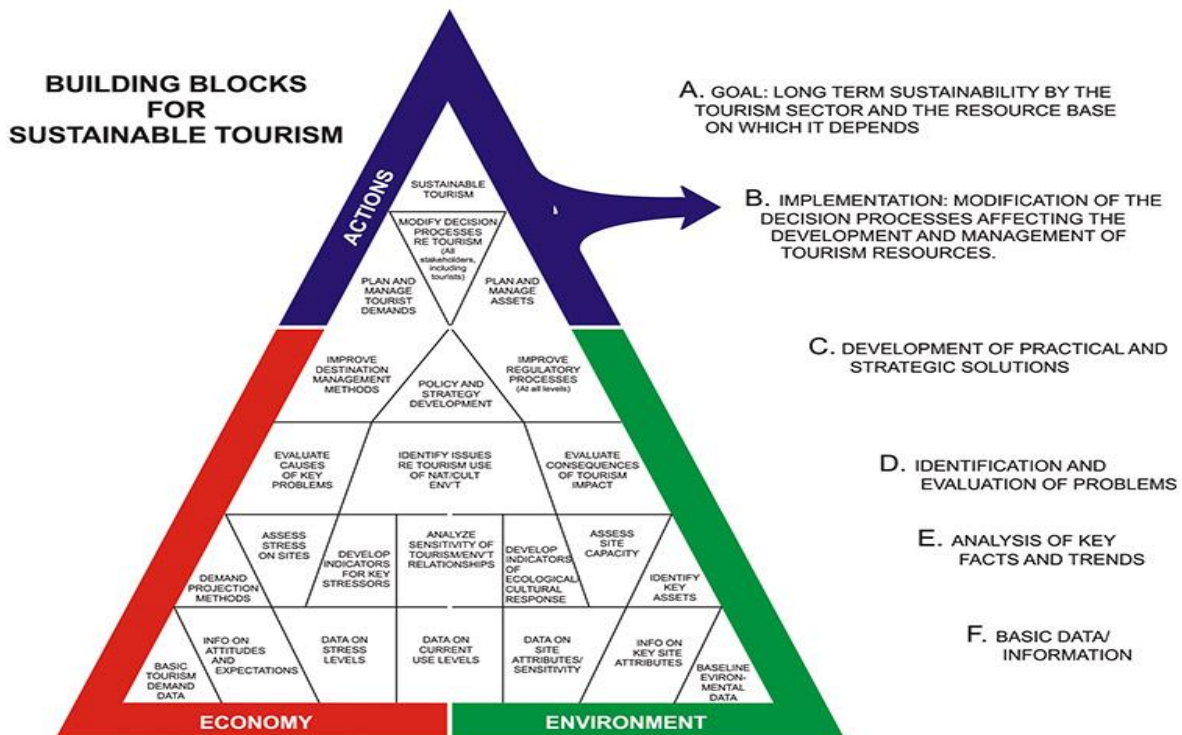 BUILDING BLOCKS
FOR
SUSTAINABLE TOURISM
ACTIONS
SUSTAINABLE
TOURISM
MODIFY DECISION
PROCESSES
RE TOURISM
(All
stakeholders,
including
tourists)
PLAN AND
MANAGE
TOURIST
DEMANDS
PLAN AND
MANAGE
ASSETS
IMPROVE
DESTINATION
MANAGEMENT
METHODS
POLICY AND
STRATEGY
DEVELOPMENT
IMPROVE
REGULATORY
PROCESSES
(At all levels)
EVALUATE
CAUSES
OF KEY
PROBLEMS
IDENTIFY ISSUES
RE TOURISM USE
OF NAT/CULT
ENV'T
EVALUATE
CONSEQUENCES
OF TOURISM
IMPACT
DEMAND
PROJECTION
METHODS
ASSESS
STRESS
ON SITES
DEVELOP
INDICATORS
FOR KEY
STRESSORS
ANALYZE
SENSITIVITY OF
TOURISM/ENV'T
RELATIONSHIPS
DEVELOP
INDICATORS
OF
ECOLOGICAL/
CULTURAL
RESPONSE
ASSESS
SITE
CAPACITY
IDENTIFY
KEY
ASSETS
BASIC
TOURISM
DEMAND
DATA
INFO ON
ATTITUDES
AND
EXPECTATIONS
DATA ON
STRESS
LEVELS
DATA ON
CURRENT
USE LEVELS
DATA ON
SITE
ATTRIBUTES/
SENSITIVITY
INFO ON
KEY SITE
ATTRIBUTES
BASELINE
EVIRON-
MENTAL
DATA
ECONOMY
ENVIRONMENT
A. GOAL: LONG TERM SUSTAINABILITY BY THE
TOURISM SECTOR AND THE RESOURCE BASE
ON WHICH IT DEPENDS
B. IMPLEMENTATION: MODIFICATION OF THE
DECISION PROCESSES AFFECTING THE
DEVELOPMENT AND MANAGEMENT OF
TOURISM RESOURCES.
C. DEVELOPMENT OF PRACTICAL AND
STRATEGIC SOLUTIONS
D. IDENTIFICATION AND
EVALUATION OF PROBLEMS
E. ANALYSIS OF KEY
FACTS AND TRENDS
F. BASIC DATA/
INFORMATION